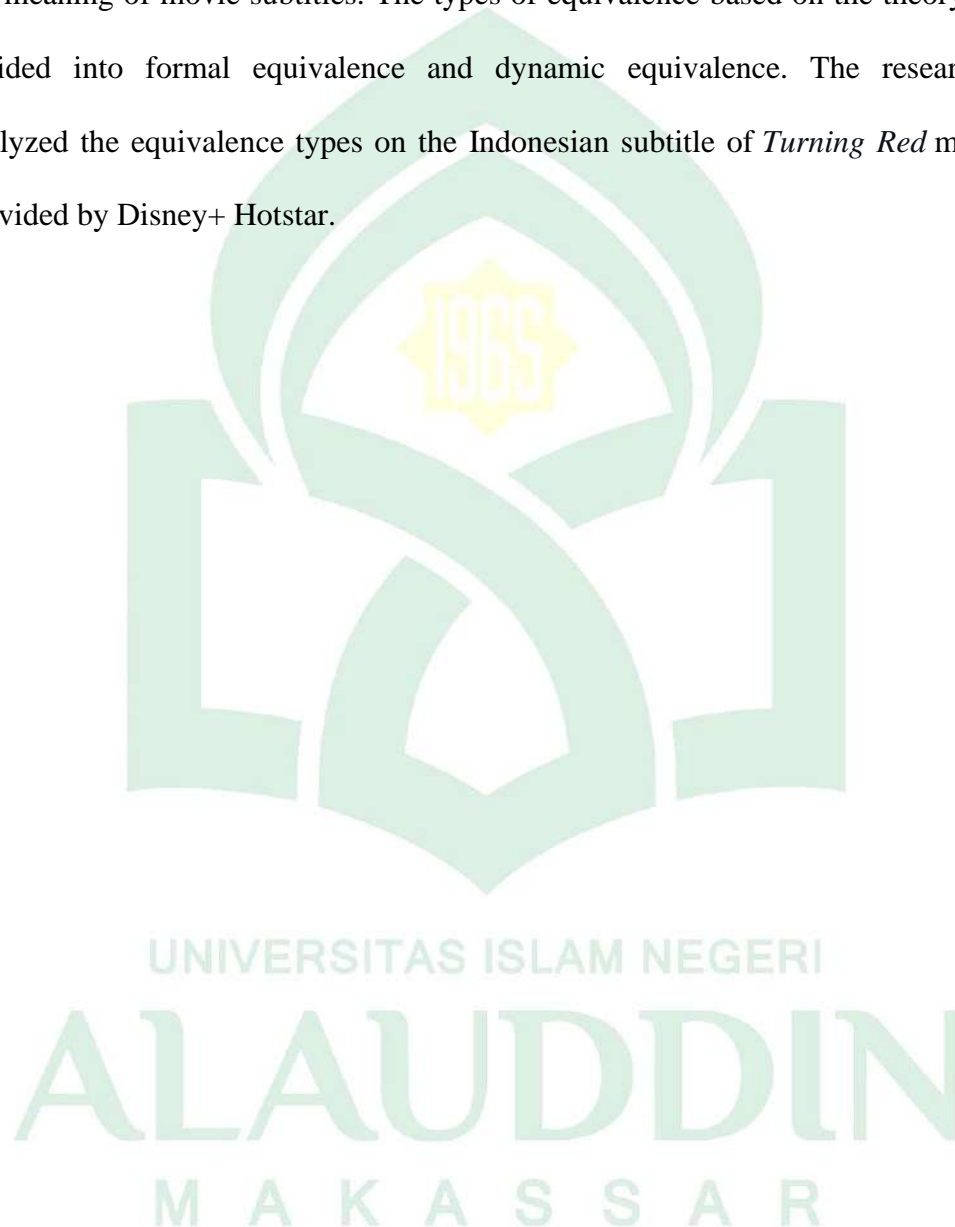 meaning of movie subtitles. The types of equivalence based on the theory
ided into formal equivalence and dynamic equivalence. The resear
lyzed the equivalence types on the Indonesian subtitle of Turning Red m
vided by Disney+ Hotstar.
1965
UNIVERSITAS ISLAM NEGERI
ALAUDDIN
MAKASSAR